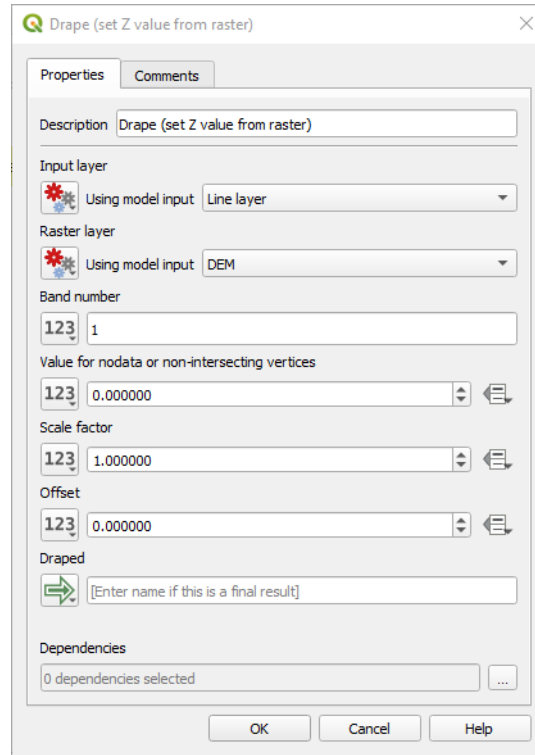 Drape (set Z value from raster)
Properties Comments
Description Drape (set Z value from raster)
Input layer
Using model input Line layer
Raster layer
Using model input DEM
Band number
123 1
Value for nodata or non-intersecting vertices
123 0.000000
Scale factor
123 1.000000
Offset
123 0.000000
Draped
[Enter name if this is a final result]
Dependencies
0 dependencies selected ...
OK Cancel Help